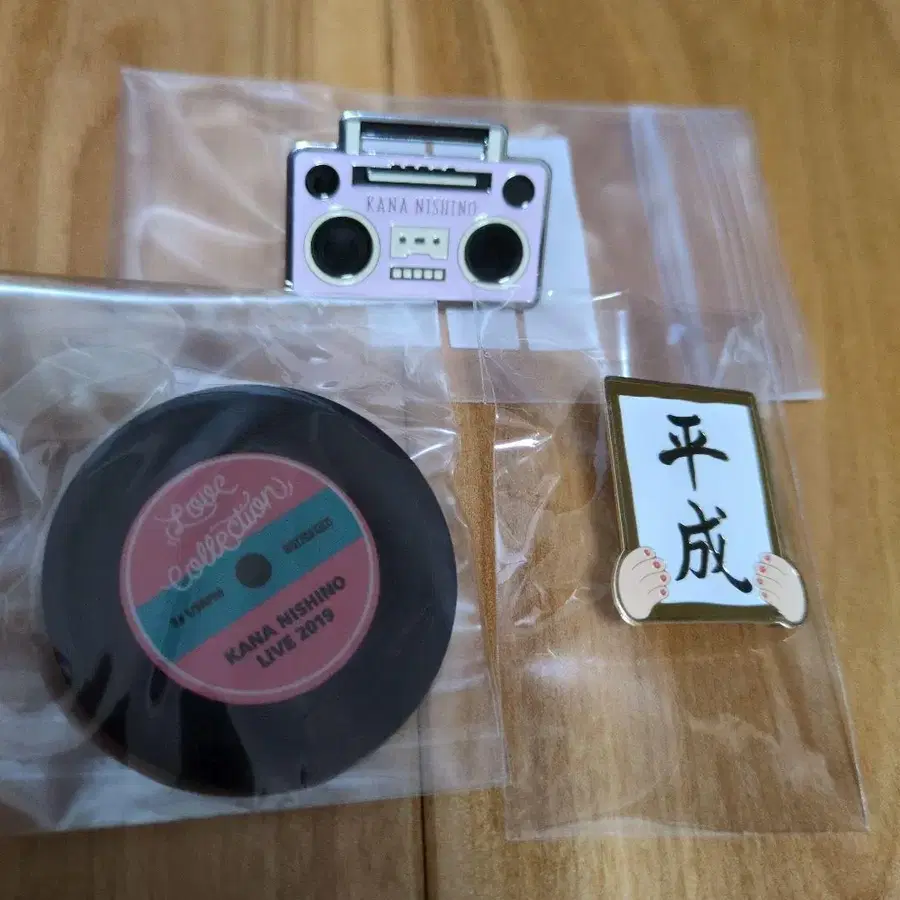 KANA NISHINO
Love
Collection
KANA NISHINO
LIVE 2019
平成